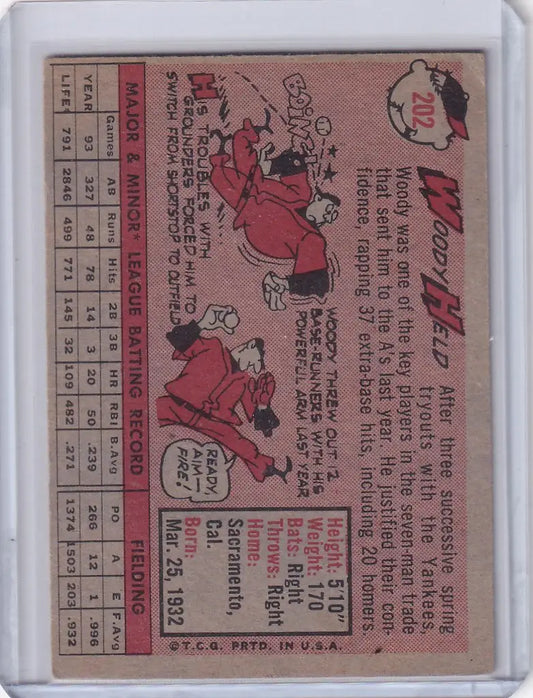 202
WOODY HELD
After three successive spring
tryouts with the Yankees,
Woody was one of the key players in the seven-man trade
that sent him to the A's last year. He justified their con-
fidence, rapping 37 extra-base hits, including 20 homers.
BOING-!
HIS TROUBLES WITH
GROUNDERS FORCED HIM TO
SWITCH FROM SHORTSTOP TO OUTFIELD
WOODY THREW OUT 12
BASE-RUNNERS WITH HIS
POWERFUL ARM LAST YEAR
READY,
AIM—
FIRE!
Height: 5'10"
Weight: 170
Bats: Right
Throws: Right
Home:
Sacramento,
Cal.
Born:
Mar. 25, 1932
© T.C.G. PRTD. IN U.S.A.
MAJOR & MINOR* LEAGUE BATTING RECORD FIELDING
Games AB Runs Hits 2B 3B HR RBI B.Avg PO A E F.Avg
YEAR 93 327 48 78 14 3 20 50 .239 266 12 1 .996
LIFE* 791 2846 499 771 145 32 109 482 .271 1374 1503 203 .932